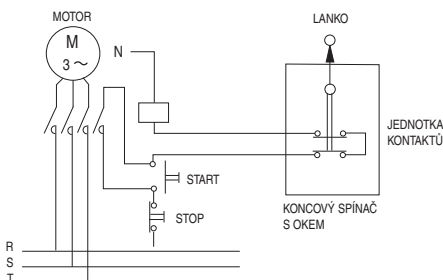 MOTOR
M
3 ~
N
LANKO
JEDNOTKA
KONTAKTŮ
START
STOP
KONCOVÝ SPÍNAČ
S OKEM
R
S
T